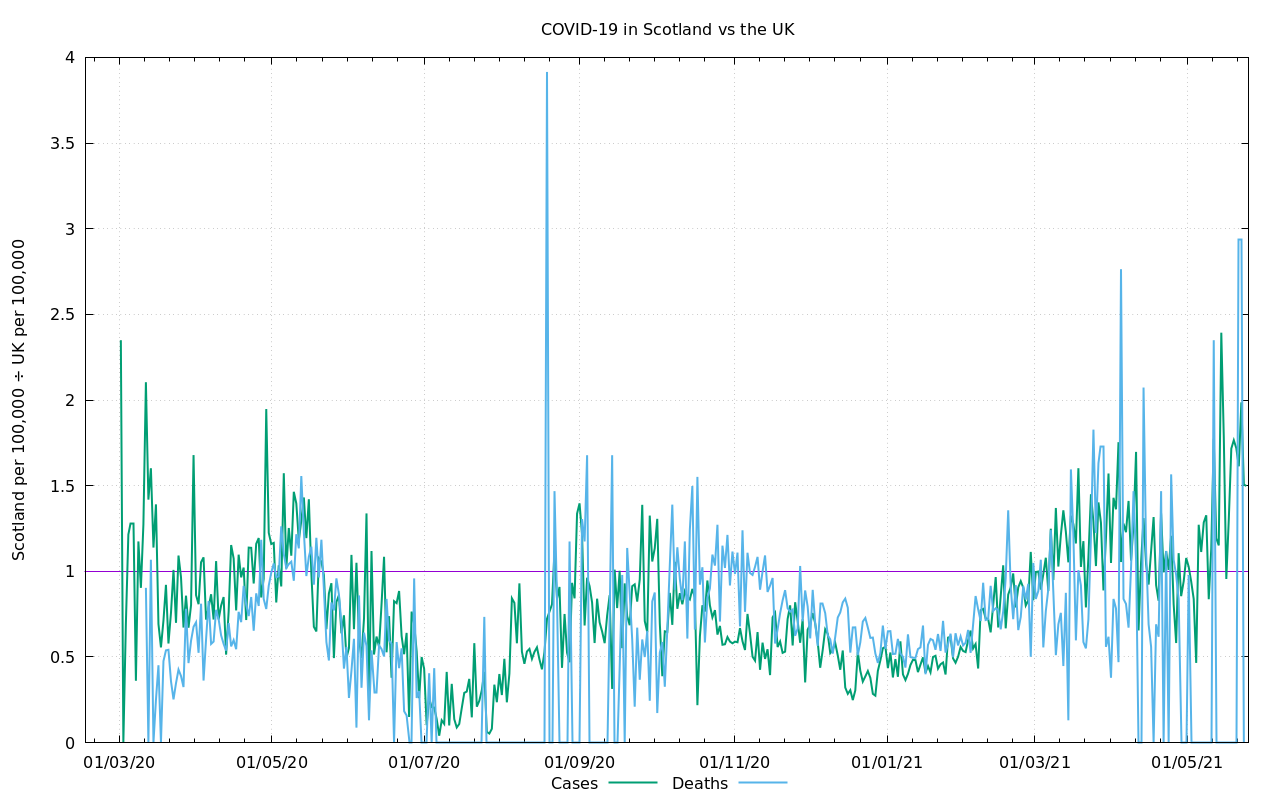 COVID-19 in Scotland vs the UK
Scotland per 100,000 ÷ UK per 100,000
4
3.5
3
2.5
2
1.5
1
0.5
0
01/03/20 01/05/20 01/07/20 01/09/20 01/11/20 01/01/21 01/03/21 01/05/21
Cases Deaths